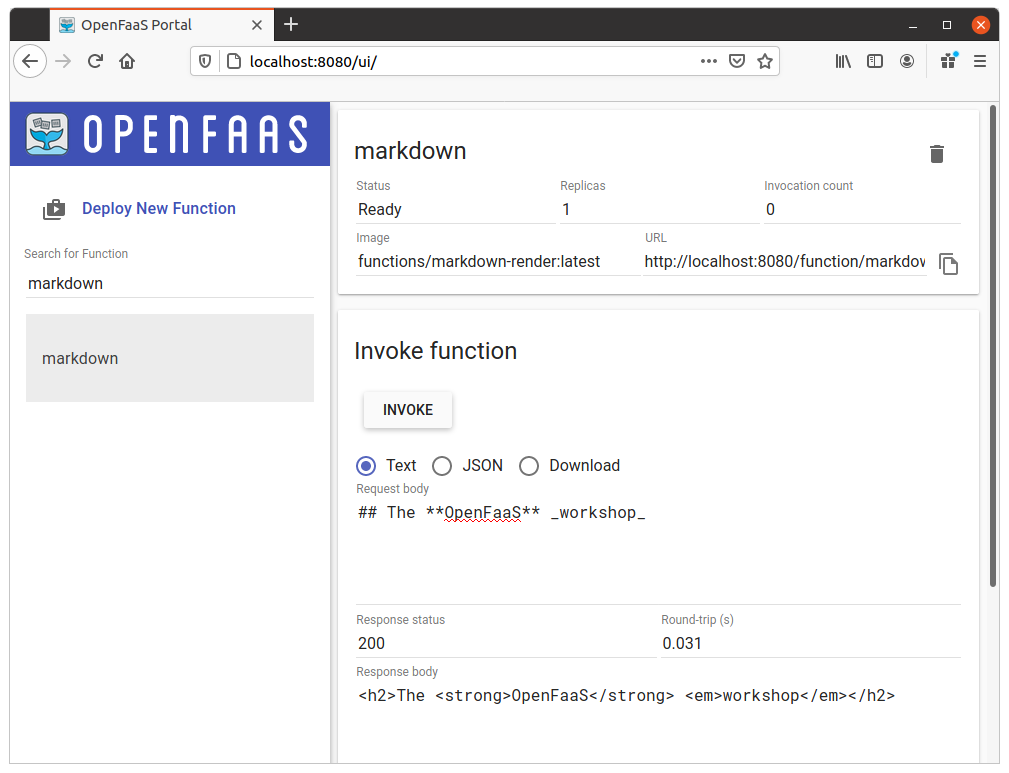 OpenFaaS Portal
localhost:8080/ui/
OPENFAAS
Deploy New Function
Search for Function
markdown
markdown
markdown
Status Replicas Invocation count
Ready 1 0
Image URL
functions/markdown-render:latest http://localhost:8080/function/markdov
Invoke function
INVOKE
Text JSON Download
Request body
## The **OpenFaaS** _workshop_
Response status Round-trip (s)
200 0.031
Response body
<h2>The <strong>OpenFaaS</strong> <em>workshop</em></h2>